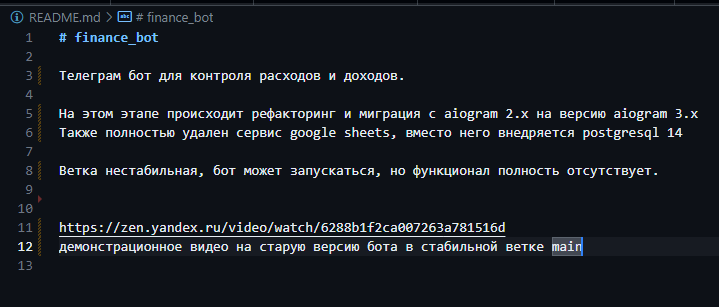 README.md > # finance_bot
1 # finance_bot
2
3 Телеграм бот для контроля расходов и доходов.
4
5 На этом этапе происходит рефакторинг и миграция с aiogram 2.x на версию aiogram 3.x
6 Также полностью удален сервис google sheets, вместо него внедряется postgresql 14
7
8 Ветка нестабильная, бот может запускаться, но функционал полность отсутствует.
9
10
11 https://zen.yandex.ru/video/watch/6288b1f2ca007263a781516d
12 демонстрационное видео на старую версию бота в стабильной ветке main
13